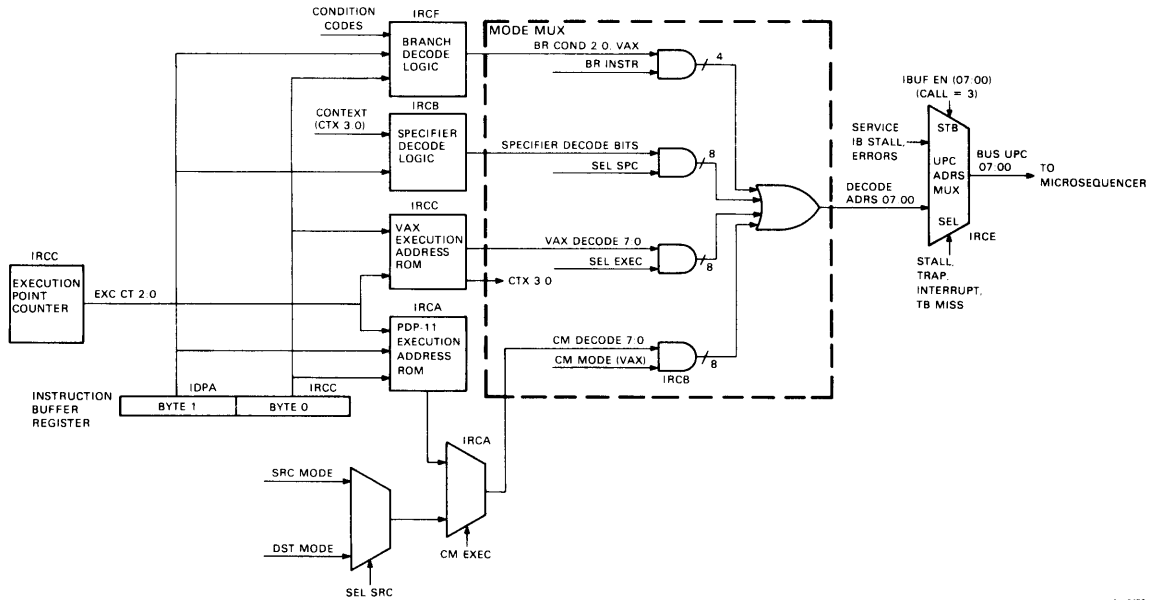 CONDITION
CODES
IRCF
BRANCH
DECODE
LOGIC
MODE MUX
BR COND 2 0, VAX
BR INSTR
4
IRCB
CONTEXT
(CTX 3 0)
SPECIFIER
DECODE
LOGIC
SPECIFIER DECODE BITS
SEL SPC
8
IBUF EN (07:00)
(CALL = 3)
STB
SERVICE
IB STALL,
ERRORS
UPC
ADRS
MUX
SEL
BUS UPC
07:00
TO
MICROSEQUENCER
DECODE
ADRS 07 00
IRCE
STALL,
TRAP,
INTERRUPT,
TB MISS
IRCC
VAX
EXECUTION
ADDRESS
ROM
VAX DECODE 7:0
SEL EXEC
8
CTX 3 0
IRCC
EXECUTION
POINT
COUNTER
EXC CT 2:0
IRCA
PDP-11
EXECUTION
ADDRESS
ROM
CM DECODE 7:0
CM MODE (VAX)
8
IRCB
INSTRUCTION
BUFFER
REGISTER
IDPA
IRCC
BYTE 1
BYTE 0
IRCA
SRC MODE
DST MODE
CM EXEC
SEL SRC